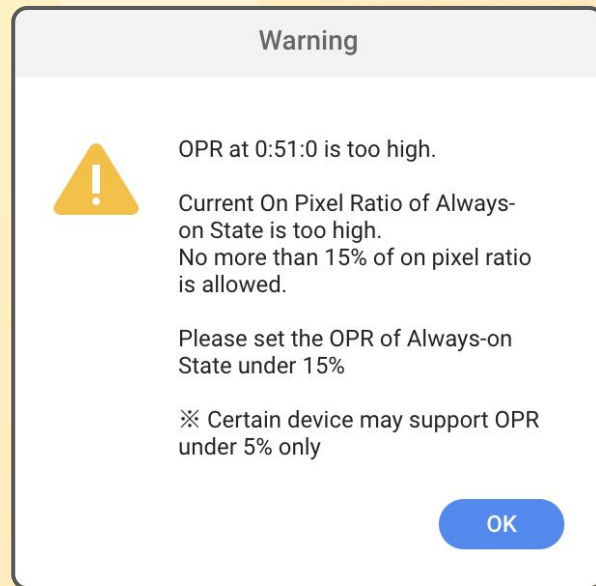 Warning
OPR at 0:51:0 is too high.
Current On Pixel Ratio of Always-
on State is too high.
No more than 15% of on pixel ratio
is allowed.
Please set the OPR of Always-on
State under 15%
※ Certain device may support OPR
under 5% only
OK